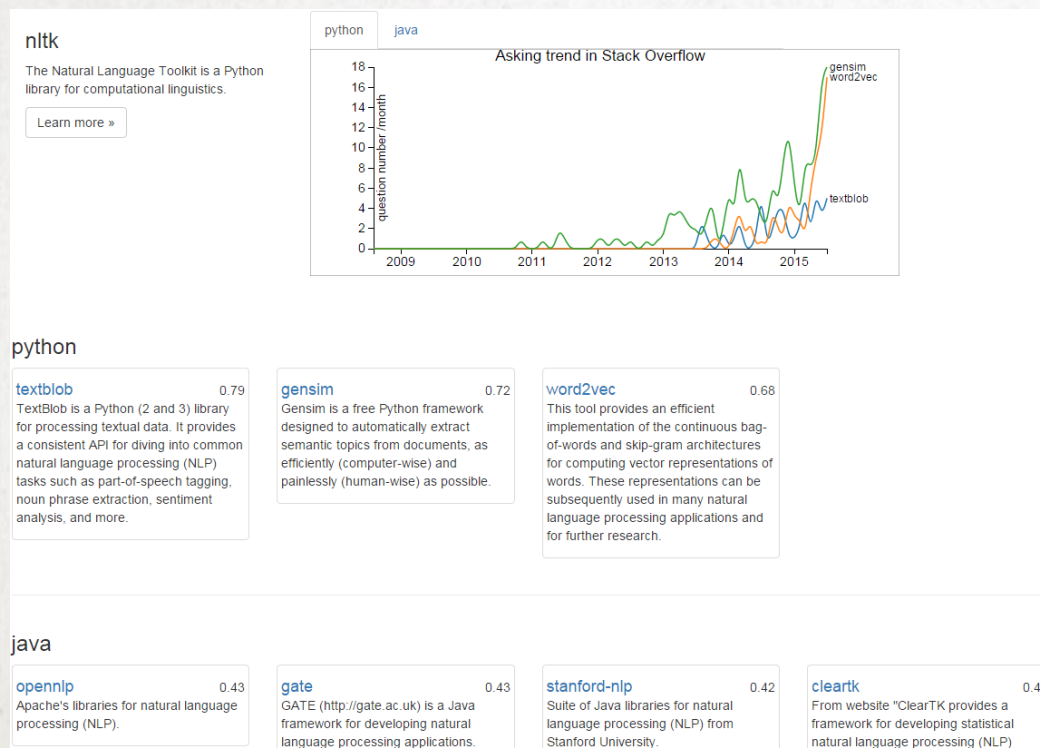 nltk
The Natural Language Toolkit is a Python
library for computational linguistics.
Learn more »
python
java
Asking trend in Stack Overflow
question number /month
18
16
14
12
10
8
6
4
2
0
2009
2010
2011
2012
2013
2014
2015
gensim
word2vec
textblob
python
textblob 0.79
TextBlob is a Python (2 and 3) library
for processing textual data. It provides
a consistent API for diving into common
natural language processing (NLP)
tasks such as part-of-speech tagging,
noun phrase extraction, sentiment
analysis, and more.
gensim 0.72
Gensim is a free Python framework
designed to automatically extract
semantic topics from documents, as
efficiently (computer-wise) and
painlessly (human-wise) as possible.
word2vec 0.68
This tool provides an efficient
implementation of the continuous bag-
of-words and skip-gram architectures
for computing vector representations of
words. These representations can be
subsequently used in many natural
language processing applications and
for further research.
java
opennlp 0.43
Apache's libraries for natural language
processing (NLP).
gate 0.43
GATE (http://gate.ac.uk) is a Java
framework for developing natural
language processing applications.
stanford-nlp 0.42
Suite of Java libraries for natural
language processing (NLP) from
Stanford University.
cleartk
From website "ClearTK provides a
framework for developing statistical
natural language processing (NLP)